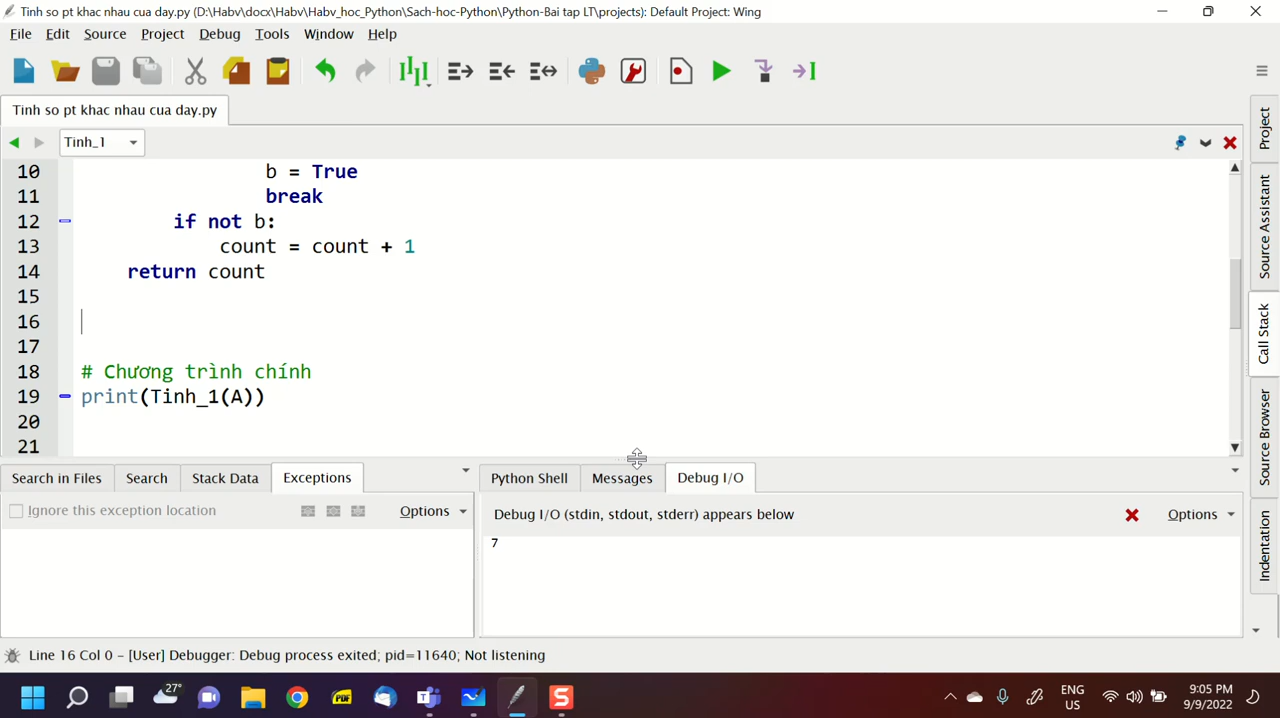 Tinh so pt khac nhau cua day.py (D:\Habv\docx\Habv\Habv_hoc_Python\Sach-hoc-Python\Python-Bai tap LT\projects): Default Project: Wing
File Edit Source Project Debug Tools Window Help
Tinh so pt khac nhau cua day.py
Tinh_1
10 b = True
11 break
12 if not b:
13 count = count + 1
14 return count
15
16
17
18 # Chương trình chính
19 print(Tinh_1(A))
20
21
Project
Source Assistant
Call Stack
Source Browser
Indentation
Search in Files Search Stack Data Exceptions
Ignore this exception location Options
Python Shell Messages Debug I/O
Debug I/O (stdin, stdout, stderr) appears below Options
7
Line 16 Col 0 – [User] Debugger: Debug process exited; pid=11640; Not listening
27°
PDF
S
ENG
US
9:05 PM
9/9/2022